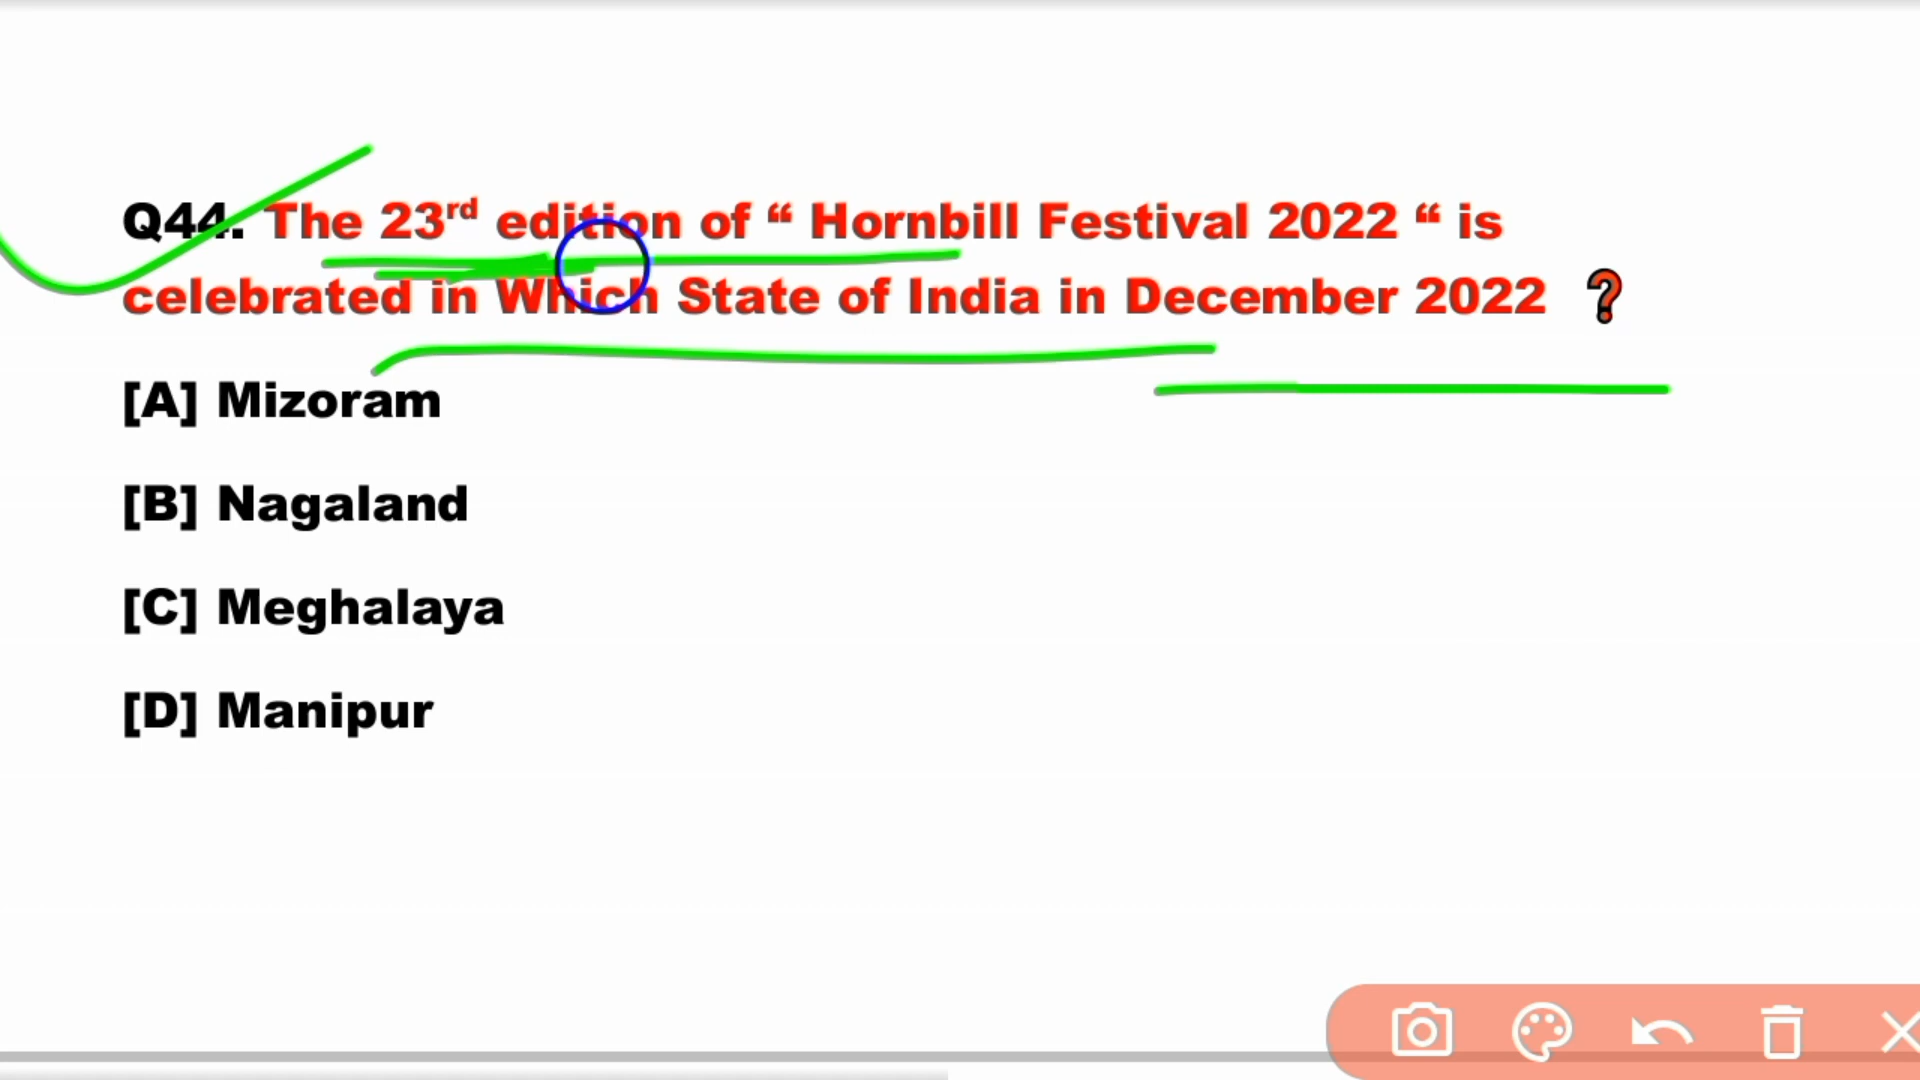 Q44. The 23rd edition of “ Hornbill Festival 2022 “ is
celebrated in Which State of India in December 2022 ?
[A] Mizoram
[B] Nagaland
[C] Meghalaya
[D] Manipur